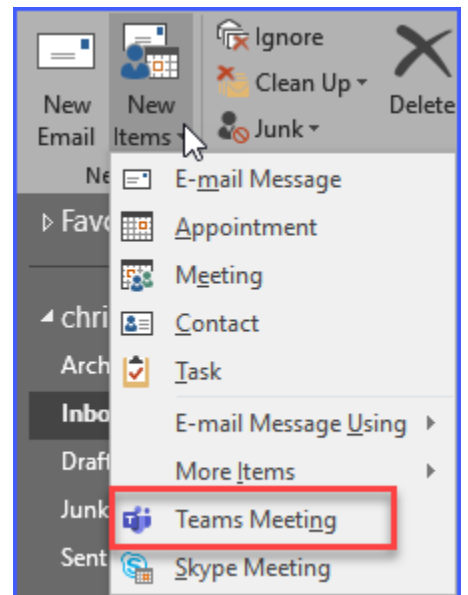 Ignore
Clean Up
New
Email
New
Items
Junk
Delete
E-mail Message
Appointment
Meeting
Contact
Task
E-mail Message Using
More Items
Teams Meeting
Skype Meeting